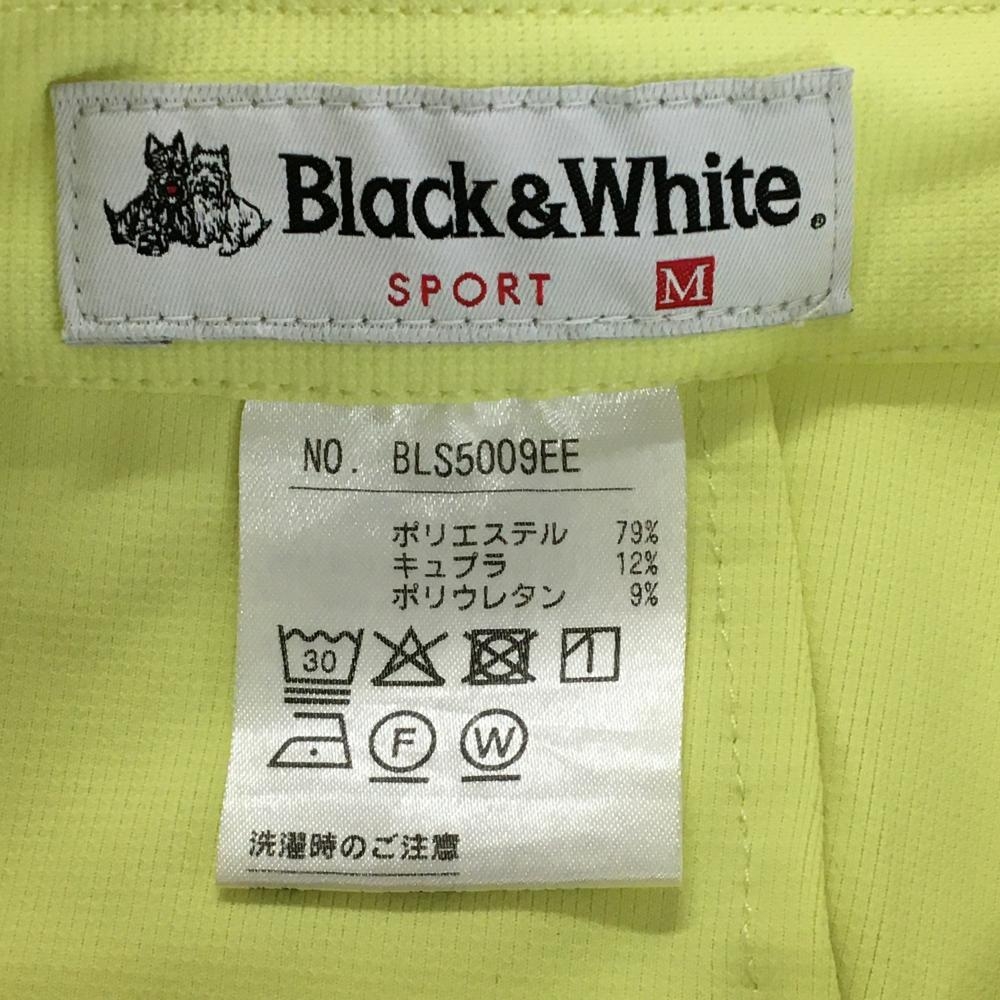 Black&White®
SPORT M
NO. BLS5009EE
ポリエステル 79%
キュプラ 12%
ポリウレタン 9%
30
F W
洗濯時のご注意